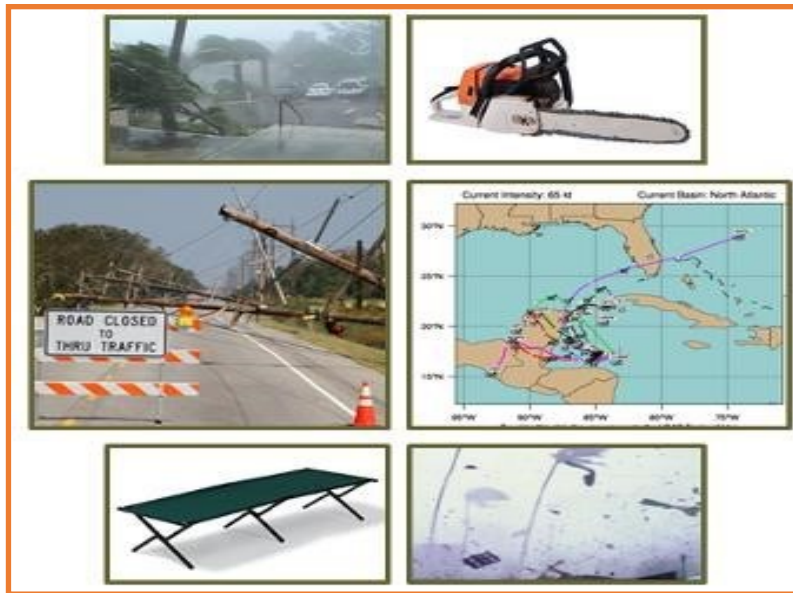 Current Intensity: 65 kt Current Basin: North Atlantic
30°N
25°N
20°N
15°N
95°W 90°W 85°W 80°W 75°W
ROAD CLOSED
TO
THRU TRAFFIC